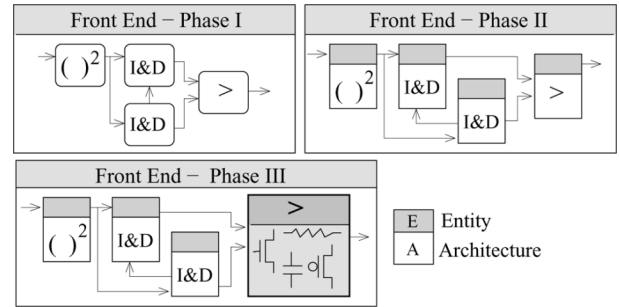 Front End − Phase I
( )²
I&D
I&D
>
Front End − Phase II
( )²
I&D
I&D
>
Front End − Phase III
( )²
I&D
I&D
>
E Entity
A Architecture